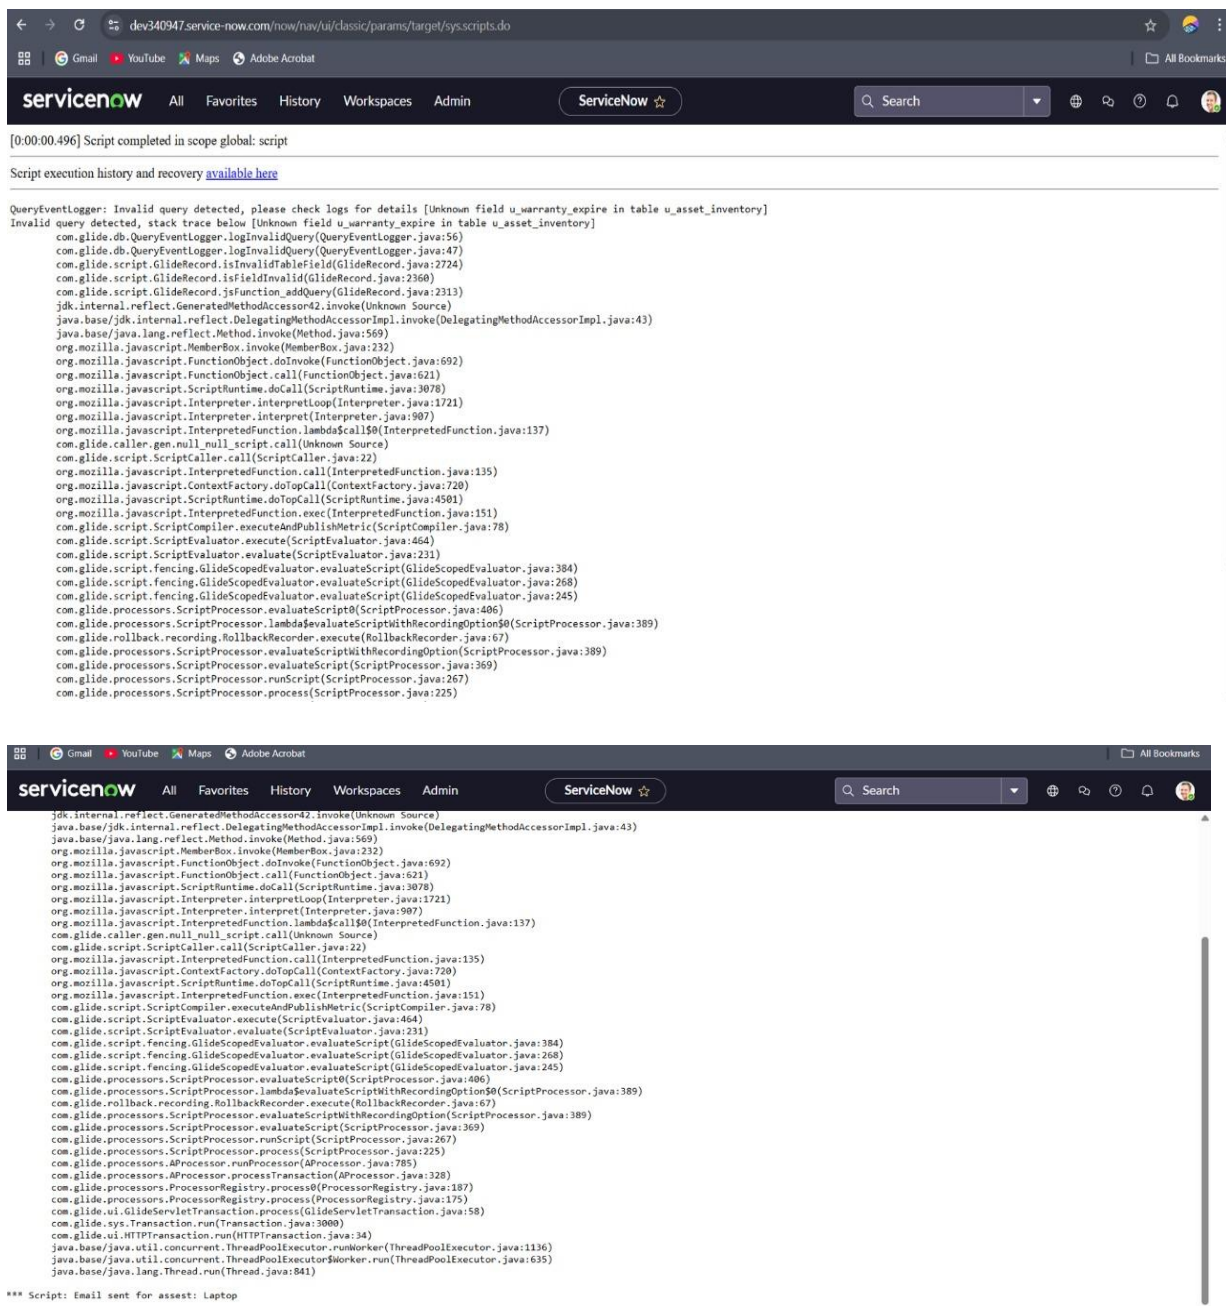 dev340947.service-now.com/now/nav/ui/classic/params/target/sys.scripts.do
Gmail YouTube Maps Adobe Acrobat All Bookmarks
servicenow All Favorites History Workspaces Admin ServiceNow Search
[0:00:00.496] Script completed in scope global: script
Script execution history and recovery available here
QueryEventLogger: Invalid query detected, please check logs for details [Unknown field u_warranty_expire in table u_asset_inventory]
Invalid query detected, stack trace below [Unknown field u_warranty_expire in table u_asset_inventory]
com.glide.db.QueryEventLogger.logInvalidQuery(QueryEventLogger.java:56)
com.glide.db.QueryEventLogger.logInvalidQuery(QueryEventLogger.java:47)
com.glide.script.GlideRecord.isInvalidTableField(GlideRecord.java:2724)
com.glide.script.GlideRecord.isFieldInvalid(GlideRecord.java:2360)
com.glide.script.GlideRecord.jsFunction_addQuery(GlideRecord.java:2313)
jdk.internal.reflect.GeneratedMethodAccessor42.invoke(Unknown Source)
java.base/jdk.internal.reflect.DelegatingMethodAccessorImpl.invoke(DelegatingMethodAccessorImpl.java:43)
java.base/java.lang.reflect.Method.invoke(Method.java:569)
org.mozilla.javascript.MemberBox.invoke(MemberBox.java:232)
org.mozilla.javascript.FunctionObject.doInvoke(FunctionObject.java:692)
org.mozilla.javascript.FunctionObject.call(FunctionObject.java:621)
org.mozilla.javascript.ScriptRuntime.doCall(ScriptRuntime.java:3078)
org.mozilla.javascript.Interpreter.interpretLoop(Interpreter.java:1721)
org.mozilla.javascript.Interpreter.interpret(Interpreter.java:907)
org.mozilla.javascript.InterpretedFunction.lambda$call$0(InterpretedFunction.java:137)
com.glide.caller.gen.null_null_script.call(Unknown Source)
com.glide.script.ScriptCaller.call(ScriptCaller.java:22)
org.mozilla.javascript.InterpretedFunction.call(InterpretedFunction.java:135)
org.mozilla.javascript.ContextFactory.doTopCall(ContextFactory.java:720)
org.mozilla.javascript.ScriptRuntime.doTopCall(ScriptRuntime.java:4501)
org.mozilla.javascript.InterpretedFunction.exec(InterpretedFunction.java:151)
com.glide.script.ScriptCompiler.executeAndPublishMetric(ScriptCompiler.java:78)
com.glide.script.ScriptEvaluator.execute(ScriptEvaluator.java:464)
com.glide.script.ScriptEvaluator.evaluate(ScriptEvaluator.java:231)
com.glide.script.fencing.GlideScopedEvaluator.evaluateScript(GlideScopedEvaluator.java:384)
com.glide.script.fencing.GlideScopedEvaluator.evaluateScript(GlideScopedEvaluator.java:268)
com.glide.script.fencing.GlideScopedEvaluator.evaluateScript(GlideScopedEvaluator.java:245)
com.glide.processors.ScriptProcessor.evaluateScript0(ScriptProcessor.java:406)
com.glide.processors.ScriptProcessor.lambda$evaluateScriptWithRecordingOption$0(ScriptProcessor.java:389)
com.glide.rollback.recording.RollbackRecorder.execute(RollbackRecorder.java:67)
com.glide.processors.ScriptProcessor.evaluateScriptWithRecordingOption(ScriptProcessor.java:389)
com.glide.processors.ScriptProcessor.evaluateScript(ScriptProcessor.java:369)
com.glide.processors.ScriptProcessor.runScript(ScriptProcessor.java:267)
com.glide.processors.ScriptProcessor.process(ScriptProcessor.java:225)
Gmail YouTube Maps Adobe Acrobat All Bookmarks
servicenow All Favorites History Workspaces Admin ServiceNow Search
jdk.internal.reflect.GeneratedMethodAccessor42.invoke(Unknown Source)
java.base/jdk.internal.reflect.DelegatingMethodAccessorImpl.invoke(DelegatingMethodAccessorImpl.java:43)
java.base/java.lang.reflect.Method.invoke(Method.java:569)
org.mozilla.javascript.MemberBox.invoke(MemberBox.java:232)
org.mozilla.javascript.FunctionObject.doInvoke(FunctionObject.java:692)
org.mozilla.javascript.FunctionObject.call(FunctionObject.java:621)
org.mozilla.javascript.ScriptRuntime.doCall(ScriptRuntime.java:3078)
org.mozilla.javascript.Interpreter.interpretLoop(Interpreter.java:1721)
org.mozilla.javascript.Interpreter.interpret(Interpreter.java:907)
org.mozilla.javascript.InterpretedFunction.lambda$call$0(InterpretedFunction.java:137)
com.glide.caller.gen.null_null_script.call(Unknown Source)
com.glide.script.ScriptCaller.call(ScriptCaller.java:22)
org.mozilla.javascript.InterpretedFunction.call(InterpretedFunction.java:135)
org.mozilla.javascript.ContextFactory.doTopCall(ContextFactory.java:720)
org.mozilla.javascript.ScriptRuntime.doTopCall(ScriptRuntime.java:4501)
org.mozilla.javascript.InterpretedFunction.exec(InterpretedFunction.java:151)
com.glide.script.ScriptCompiler.executeAndPublishMetric(ScriptCompiler.java:78)
com.glide.script.ScriptEvaluator.execute(ScriptEvaluator.java:464)
com.glide.script.ScriptEvaluator.evaluate(ScriptEvaluator.java:231)
com.glide.script.fencing.GlideScopedEvaluator.evaluateScript(GlideScopedEvaluator.java:384)
com.glide.script.fencing.GlideScopedEvaluator.evaluateScript(GlideScopedEvaluator.java:268)
com.glide.script.fencing.GlideScopedEvaluator.evaluateScript(GlideScopedEvaluator.java:245)
com.glide.processors.ScriptProcessor.evaluateScript0(ScriptProcessor.java:406)
com.glide.processors.ScriptProcessor.lambda$evaluateScriptWithRecordingOption$0(ScriptProcessor.java:389)
com.glide.rollback.recording.RollbackRecorder.execute(RollbackRecorder.java:67)
com.glide.processors.ScriptProcessor.evaluateScriptWithRecordingOption(ScriptProcessor.java:389)
com.glide.processors.ScriptProcessor.evaluateScript(ScriptProcessor.java:369)
com.glide.processors.ScriptProcessor.runScript(ScriptProcessor.java:267)
com.glide.processors.ScriptProcessor.process(ScriptProcessor.java:225)
com.glide.processors.AProcessor.runProcessor(AProcessor.java:785)
com.glide.processors.AProcessor.processTransaction(AProcessor.java:328)
com.glide.processors.ProcessorRegistry.process0(ProcessorRegistry.java:187)
com.glide.processors.ProcessorRegistry.process(ProcessorRegistry.java:175)
com.glide.ui.GlideServletTransaction.process(GlideServletTransaction.java:58)
com.glide.sys.Transaction.run(Transaction.java:3000)
com.glide.ui.HTTPTransaction.run(HTTPTransaction.java:34)
java.base/java.util.concurrent.ThreadPoolExecutor.runWorker(ThreadPoolExecutor.java:1136)
java.base/java.util.concurrent.ThreadPoolExecutor$Worker.run(ThreadPoolExecutor.java:635)
java.base/java.lang.Thread.run(Thread.java:841)
*** Script: Email sent for assest: Laptop